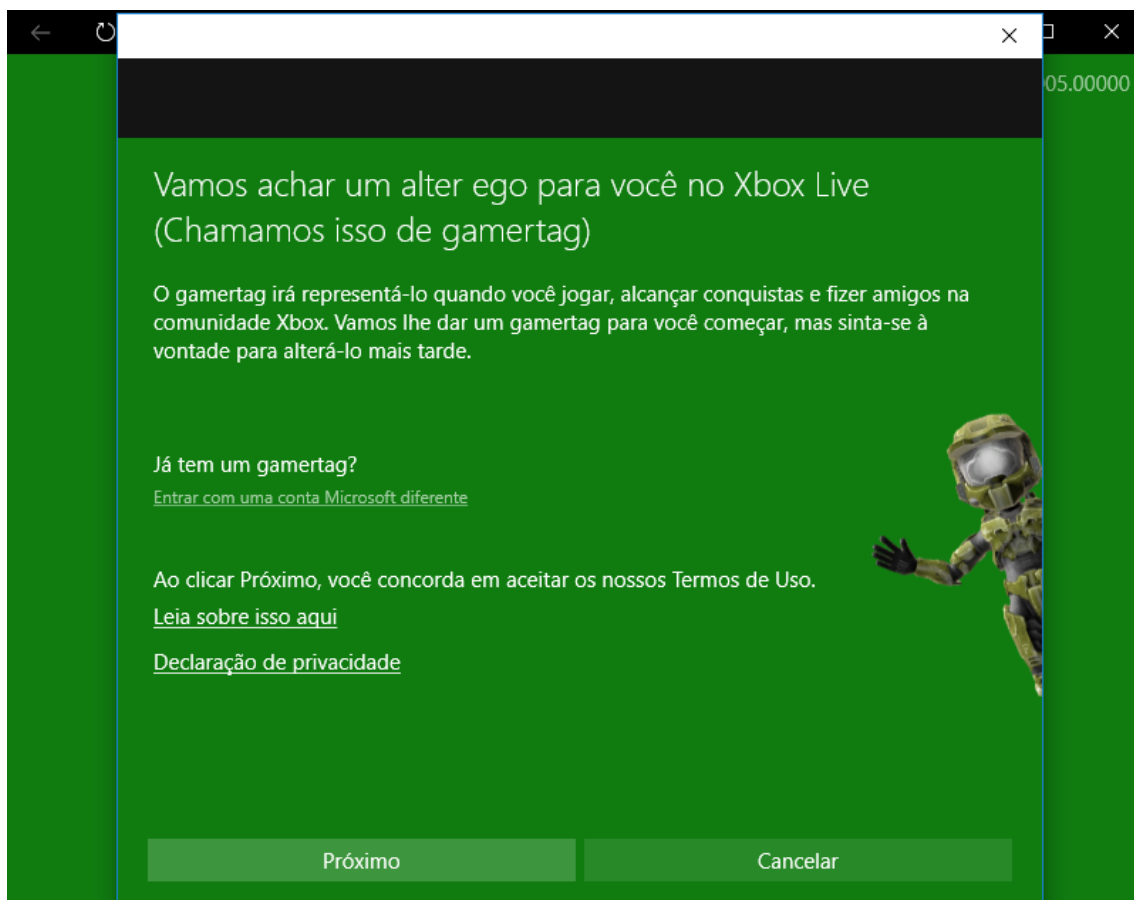 05.00000
Vamos achar um alter ego para você no Xbox Live
(Chamamos isso de gamertag)
O gamertag irá representá-lo quando você jogar, alcançar conquistas e fizer amigos na
comunidade Xbox. Vamos lhe dar um gamertag para você começar, mas sinta-se à
vontade para alterá-lo mais tarde.
Já tem um gamertag?
Entrar com uma conta Microsoft diferente
Ao clicar Próximo, você concorda em aceitar os nossos Termos de Uso.
Leia sobre isso aqui
Declaração de privacidade
Próximo
Cancelar